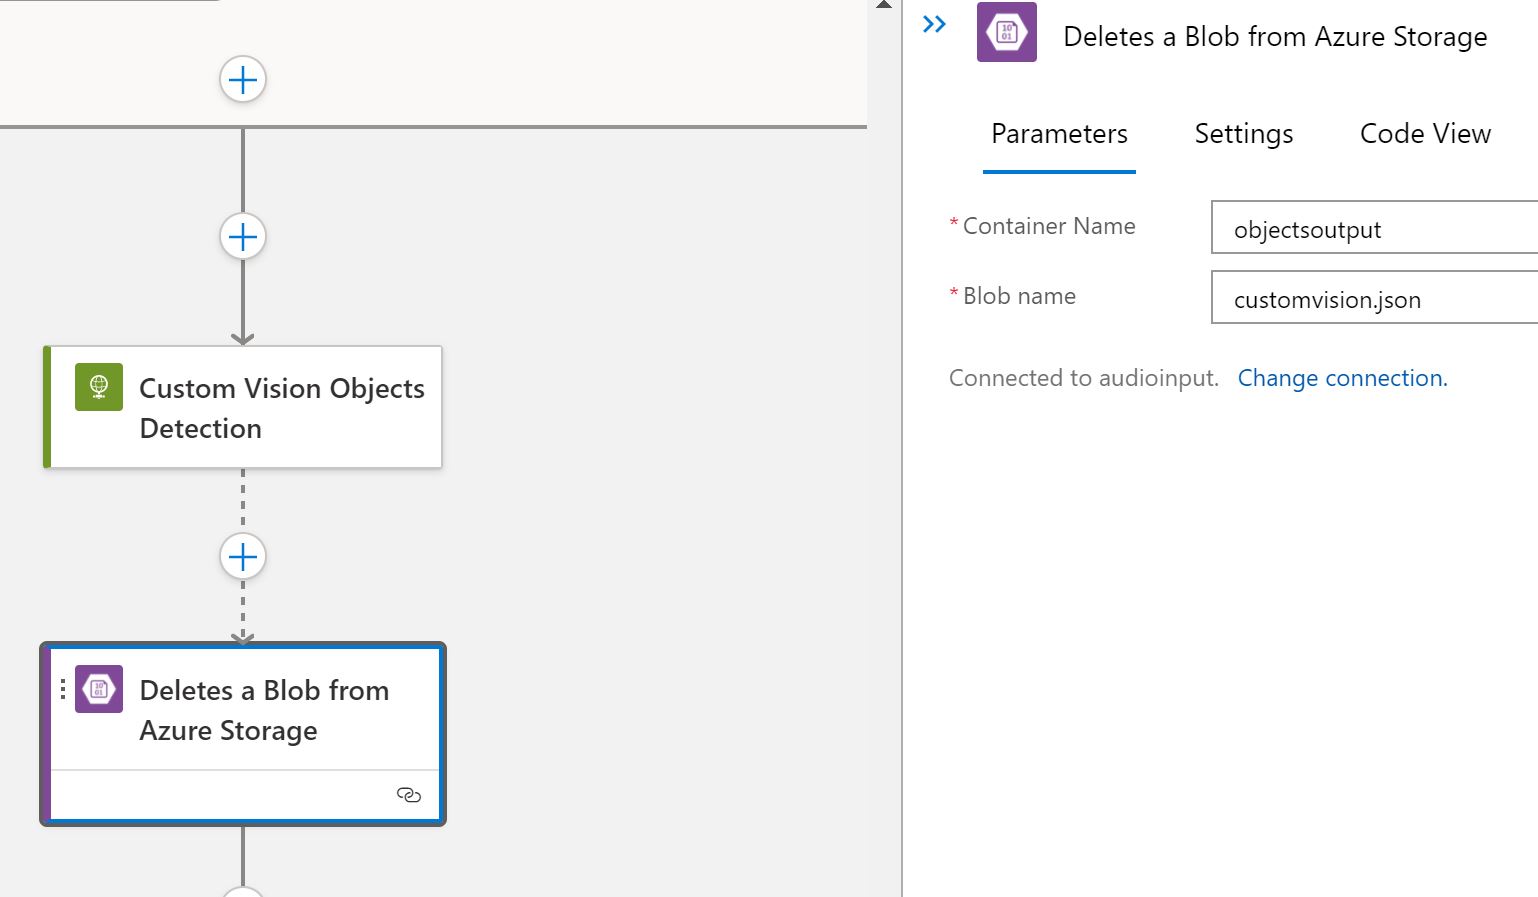 Custom Vision Objects
Detection
Deletes a Blob from
Azure Storage
Deletes a Blob from Azure Storage
Parameters Settings Code View
* Container Name objectsoutput
* Blob name customvision.json
Connected to audioinput. Change connection.